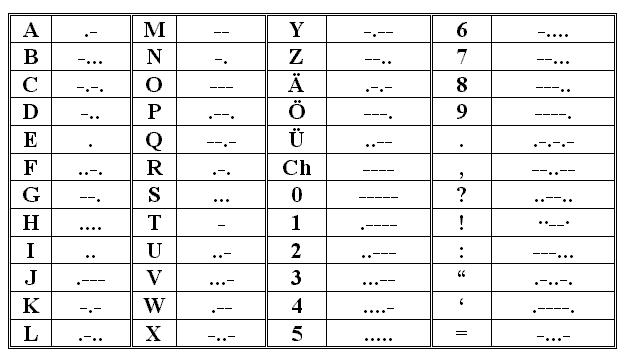 A .- M -- Y -.-- 6 -....
B -... N -. Z --.. 7 --...
C -.-. O --- Ä .-.- 8 ---..
D -.. P .--. Ö ---. 9 ----.
E . Q --.- Ü ..-- . .-.-.-
F ..-. R .-. Ch ---- , --..--
G --. S ... 0 ----- ? ..--..
H .... T - 1 .---- ! ..--.
I .. U ..- 2 ..--- : ---...
J .--- V ...- 3 ...-- “ .-..-.
K -.- W .-- 4 ....- ‘ .----.
L .-.. X -..- 5 ..... = -...-